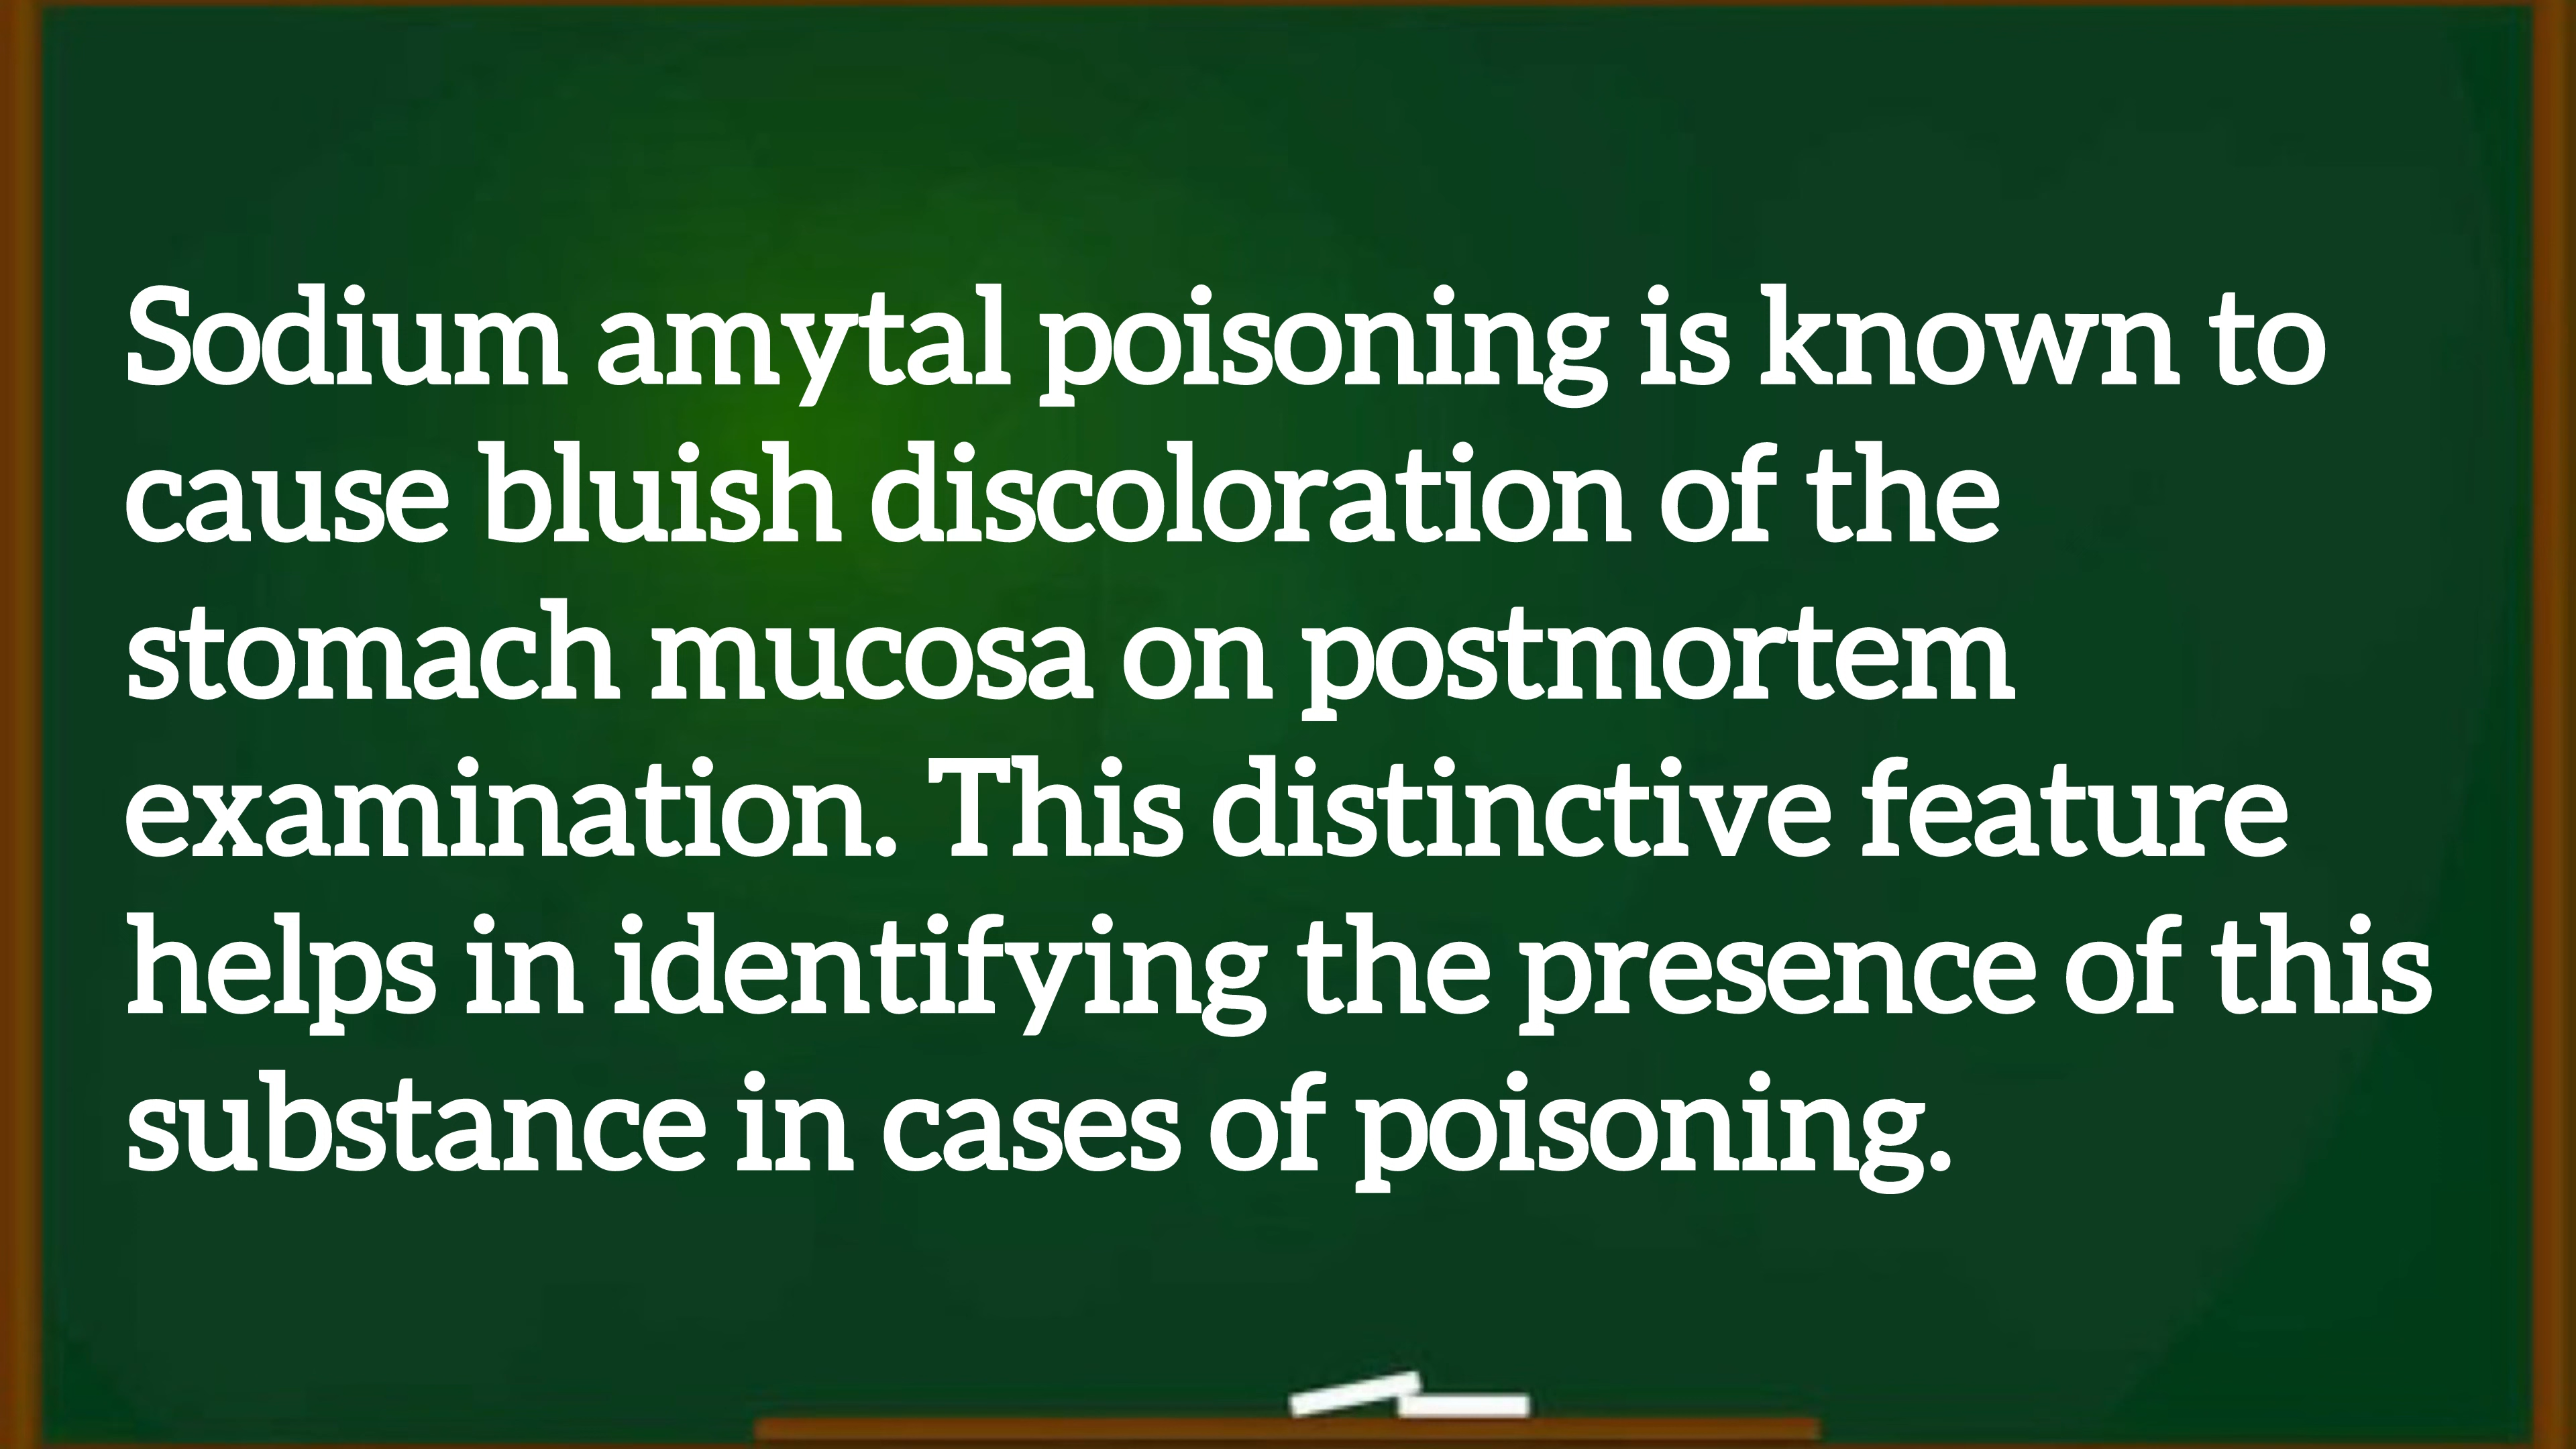 Sodium amytal poisoning is known to
cause bluish discoloration of the
stomach mucosa on postmortem
examination. This distinctive feature
helps in identifying the presence of this
substance in cases of poisoning.